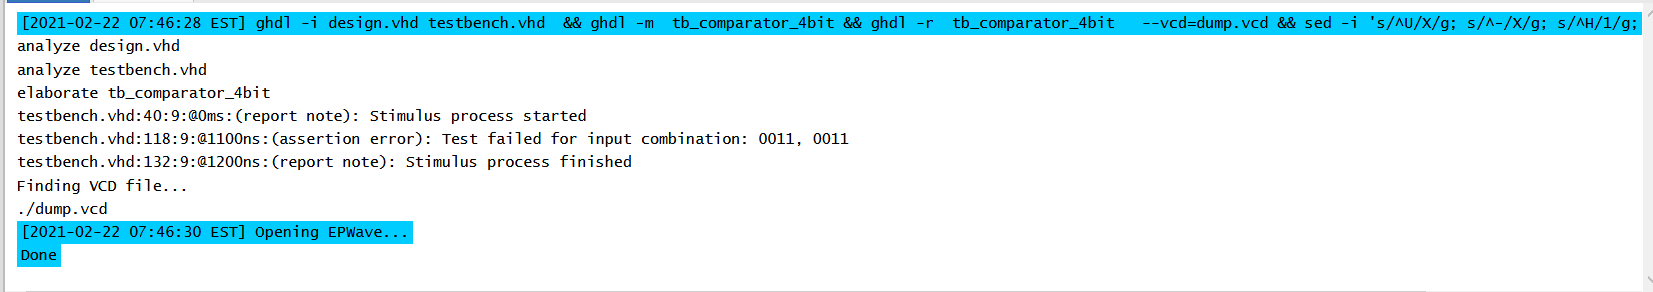 [2021-02-22 07:46:28 EST] ghdl -i design.vhd testbench.vhd  && ghdl -m  tb_comparator_4bit && ghdl -r  tb_comparator_4bit   --vcd=dump.vcd && sed -i 's/^U/X/g; s/^-/X/g; s/^H/1/g;
analyze design.vhd
analyze testbench.vhd
elaborate tb_comparator_4bit
testbench.vhd:40:9:@0ms:(report note): Stimulus process started
testbench.vhd:118:9:@1100ns:(assertion error): Test failed for input combination: 0011, 0011
testbench.vhd:132:9:@1200ns:(report note): Stimulus process finished
Finding VCD file...
./dump.vcd
[2021-02-22 07:46:30 EST] Opening EPWave...
Done